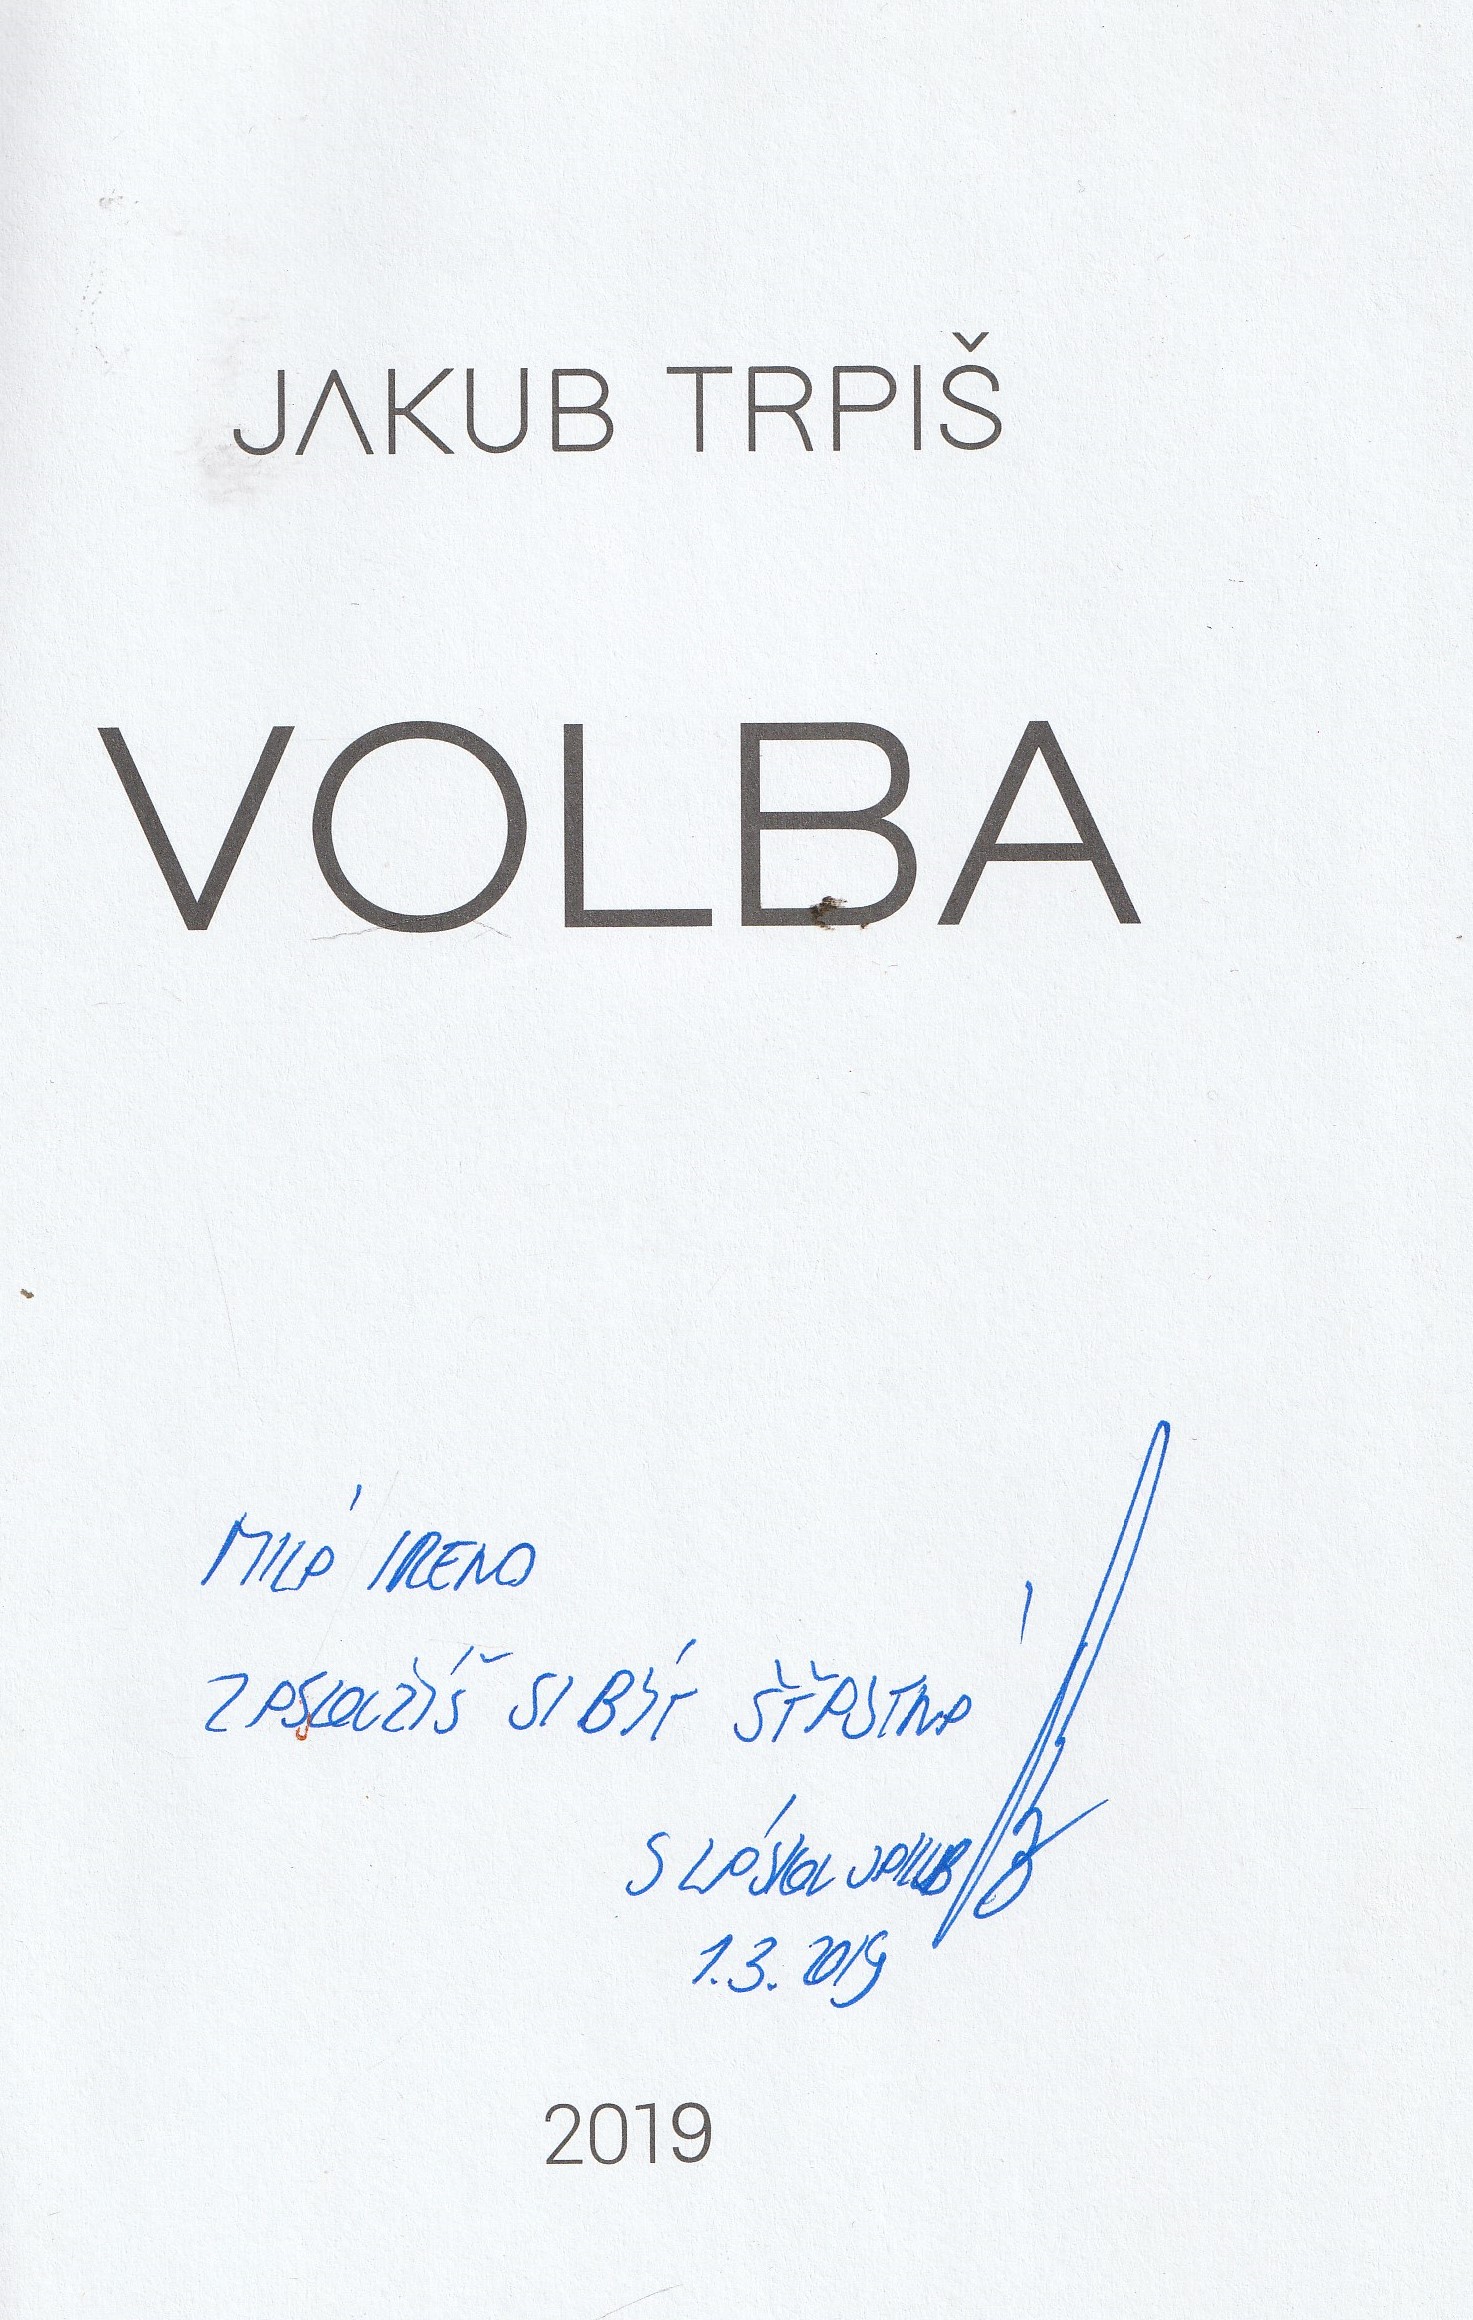 JAKUB TRPIŠ
VOLBA
MILÁ IRENO
ZASLOUŽÍŠ SI BÝT ŠŤASTNÁ
S LÁSKOU JAKUB
1.3.2019
2019